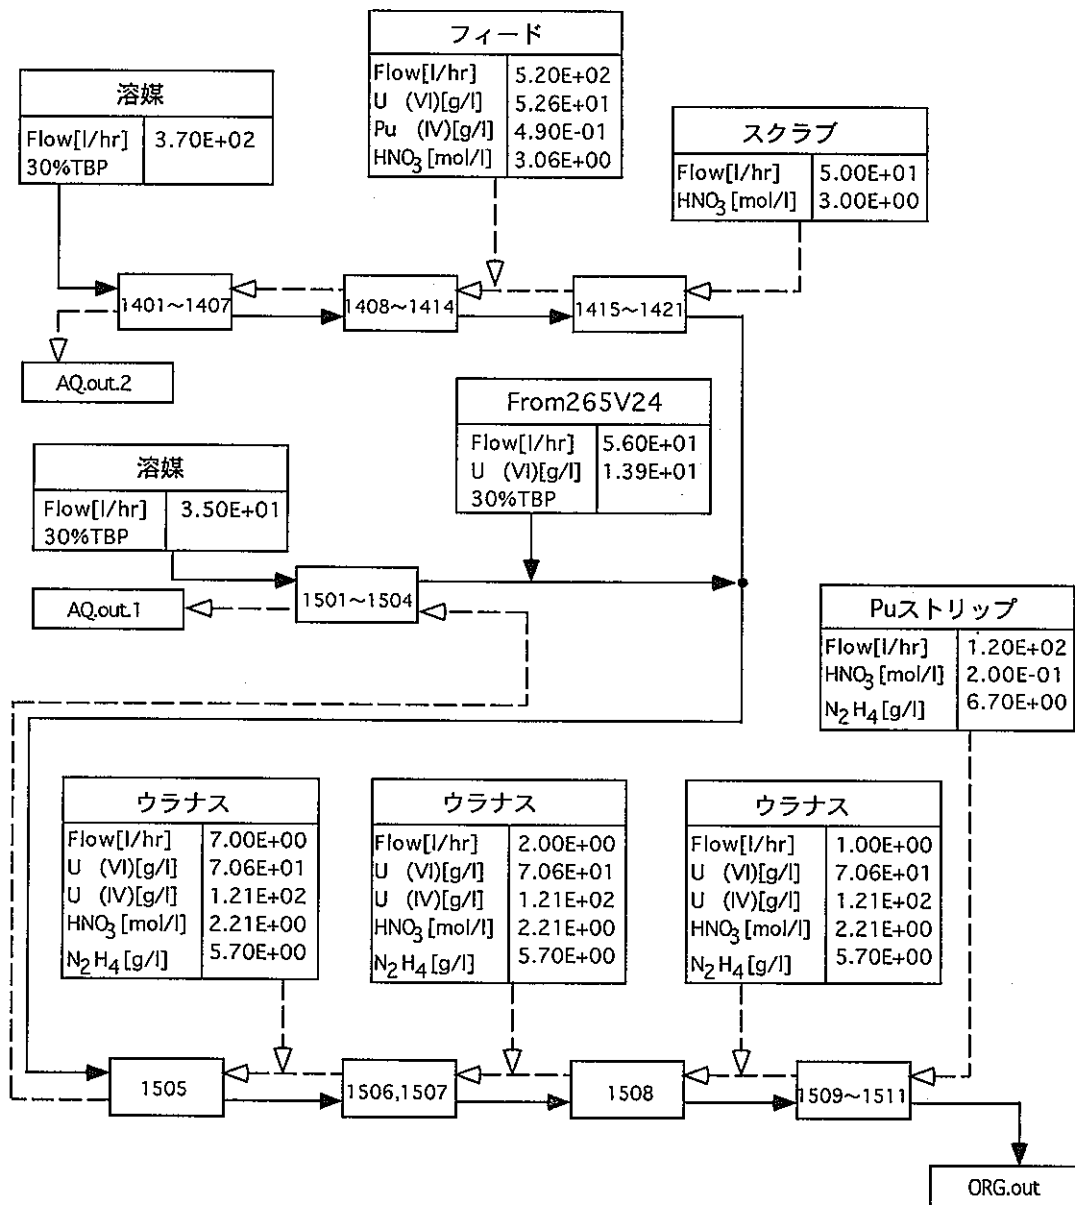 フィード
Flow[l/hr] 5.20E+02
U (VI)[g/l] 5.26E+01
Pu (IV)[g/l] 4.90E-01
HNO3 [mol/l] 3.06E+00
溶媒
Flow[l/hr] 3.70E+02
30%TBP
スクラブ
Flow[l/hr] 5.00E+01
HNO3 [mol/l] 3.00E+00
1401～1407
1408～1414
1415～1421
AQ.out.2
From265V24
Flow[l/hr] 5.60E+01
U (VI)[g/l] 1.39E+01
30%TBP
溶媒
Flow[l/hr] 3.50E+01
30%TBP
1501～1504
AQ.out.1
Puストリップ
Flow[l/hr] 1.20E+02
HNO3 [mol/l] 2.00E-01
N2H4 [g/l] 6.70E+00
ウラナス
Flow[l/hr] 7.00E+00
U (VI)[g/l] 7.06E+01
U (IV)[g/l] 1.21E+02
HNO3 [mol/l] 2.21E+00
N2H4 [g/l] 5.70E+00
ウラナス
Flow[l/hr] 2.00E+00
U (VI)[g/l] 7.06E+01
U (IV)[g/l] 1.21E+02
HNO3 [mol/l] 2.21E+00
N2H4 [g/l] 5.70E+00
ウラナス
Flow[l/hr] 1.00E+00
U (VI)[g/l] 7.06E+01
U (IV)[g/l] 1.21E+02
HNO3 [mol/l] 2.21E+00
N2H4 [g/l] 5.70E+00
1505
1506,1507
1508
1509～1511
ORG.out